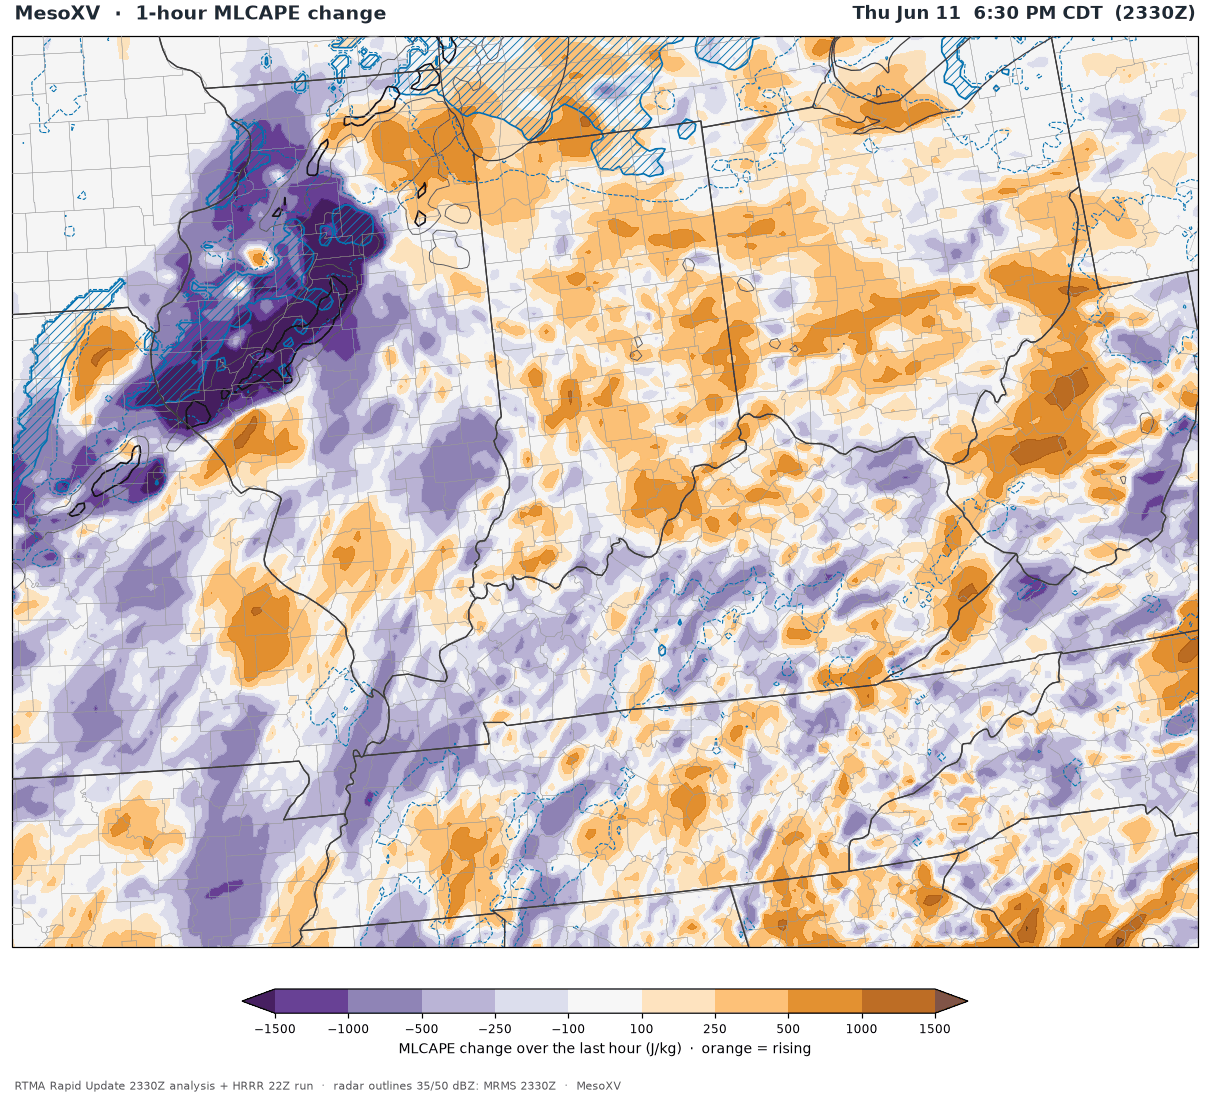 MesoXV · 1-hour MLCAPE change
Thu Jun 11 6:30 PM CDT (2330Z)
−1500 −1000 −500 −250 −100 100 250 500 1000 1500
MLCAPE change over the last hour (J/kg) · orange = rising
RTMA Rapid Update 2330Z analysis + HRRR 22Z run · radar outlines 35/50 dBZ: MRMS 2330Z · MesoXV